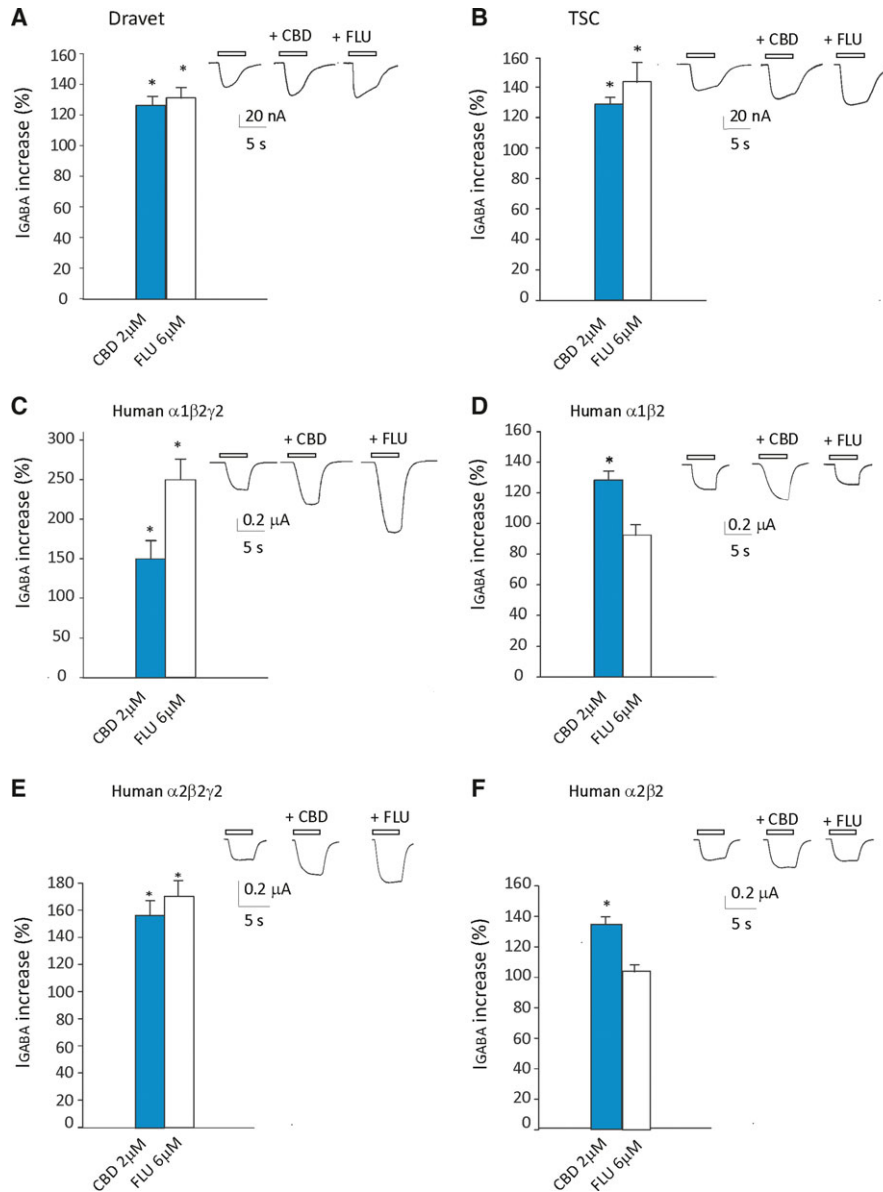 A Dravet
IGABA increase (%)
160
140
120
100
80
60
40
20
0
* *
+ CBD + FLU
20 nA
5 s
CBD 2μM
FLU 6μM
B TSC
IGABA increase (%)
160
140
120
100
80
60
40
20
0
* *
+ CBD + FLU
20 nA
5 s
CBD 2μM
FLU 6μM
C Human α1β2γ2
IGABA increase (%)
300
250
200
150
100
50
0
* *
+ CBD + FLU
0.2 μA
5 s
CBD 2μM
FLU 6μM
D Human α1β2
IGABA increase (%)
160
140
120
100
80
60
40
20
0
*
+ CBD + FLU
0.2 μA
5 s
CBD 2μM
FLU 6μM
E Human α2β2γ2
IGABA increase (%)
180
160
140
120
100
80
60
40
20
0
* *
+ CBD + FLU
0.2 μA
5 s
CBD 2μM
FLU 6μM
F Human α2β2
IGABA increase (%)
160
140
120
100
80
60
40
20
0
*
+ CBD + FLU
0.2 μA
5 s
CBD 2μM
FLU 6μM